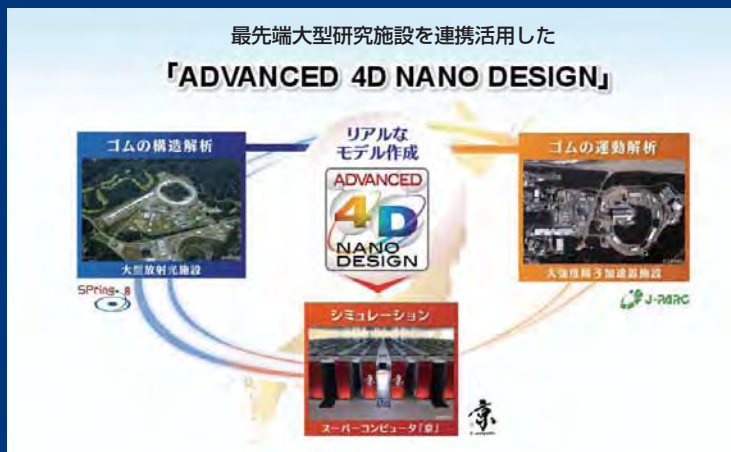 最先端大型研究施設を連携活用した
「ADVANCED 4D NANO DESIGN」
ゴムの構造解析
大型放射光施設
SPring-8
リアルな
モデル作成
ADVANCED
4D
NANO
DESIGN
ゴムの運動解析
大強度陽子加速器施設
J-PARC
シミュレーション
スーパーコンピュータ「京」
京